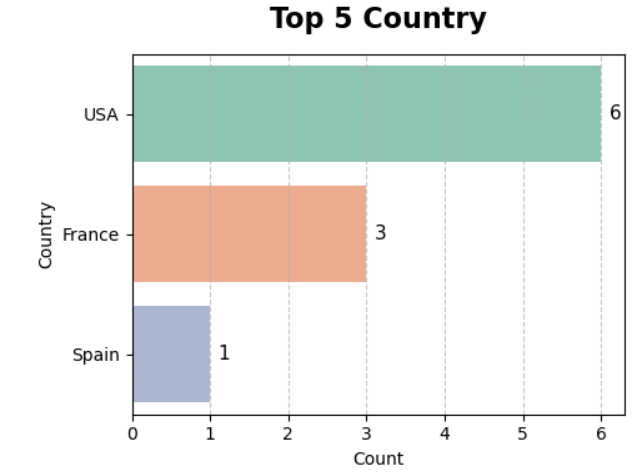 Top 5 Country
USA
6
France
3
Spain
1
Country
0 1 2 3 4 5 6
Count